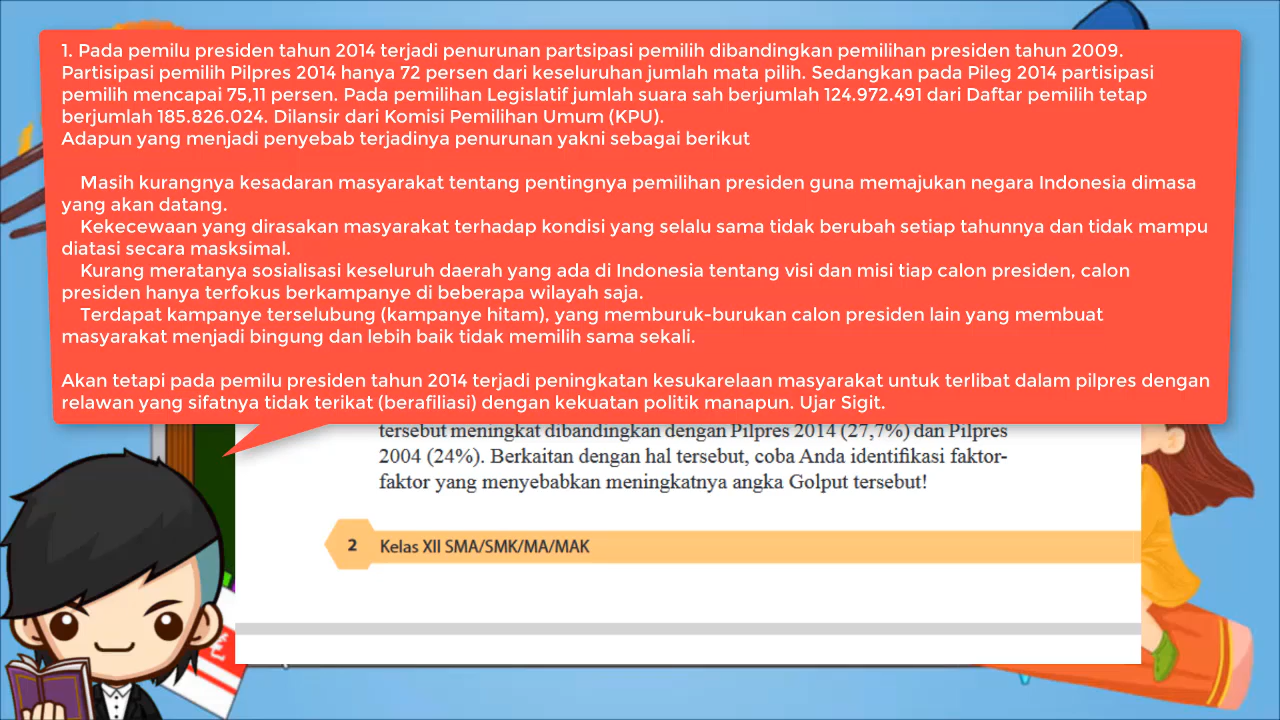 1. Pada pemilu presiden tahun 2014 terjadi penurunan partsipasi pemilih dibandingkan pemilihan presiden tahun 2009.
Partisipasi pemilih Pilpres 2014 hanya 72 persen dari keseluruhan jumlah mata pilih. Sedangkan pada Pileg 2014 partisipasi
pemilih mencapai 75,11 persen. Pada pemilihan Legislatif jumlah suara sah berjumlah 124.972.491 dari Daftar pemilih tetap
berjumlah 185.826.024. Dilansir dari Komisi Pemilihan Umum (KPU).
Adapun yang menjadi penyebab terjadinya penurunan yakni sebagai berikut
Masih kurangnya kesadaran masyarakat tentang pentingnya pemilihan presiden guna memajukan negara Indonesia dimasa
yang akan datang.
Kekecewaan yang dirasakan masyarakat terhadap kondisi yang selalu sama tidak berubah setiap tahunnya dan tidak mampu
diatasi secara masksimal.
Kurang meratanya sosialisasi keseluruh daerah yang ada di Indonesia tentang visi dan misi tiap calon presiden, calon
presiden hanya terfokus berkampanye di beberapa wilayah saja.
Terdapat kampanye terselubung (kampanye hitam), yang memburuk-burukan calon presiden lain yang membuat
masyarakat menjadi bingung dan lebih baik tidak memilih sama sekali.
Akan tetapi pada pemilu presiden tahun 2014 terjadi peningkatan kesukarelaan masyarakat untuk terlibat dalam pilpres dengan
relawan yang sifatnya tidak terikat (berafiliasi) dengan kekuatan politik manapun. Ujar Sigit.
tersebut meningkat dibandingkan dengan Pilpres 2014 (27,7%) dan Pilpres
2004 (24%). Berkaitan dengan hal tersebut, coba Anda identifikasi faktor-
faktor yang menyebabkan meningkatnya angka Golput tersebut!
2 Kelas XII SMA/SMK/MA/MAK